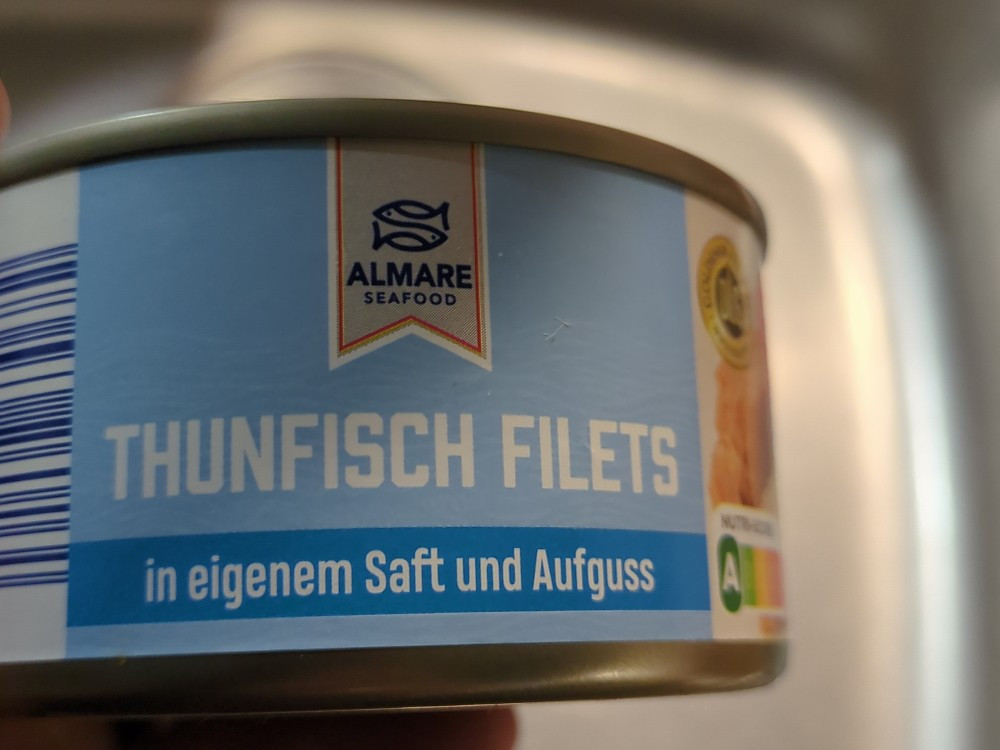 ALMARE
SEAFOOD
THUNFISCH FILETS
in eigenem Saft und Aufguss
A